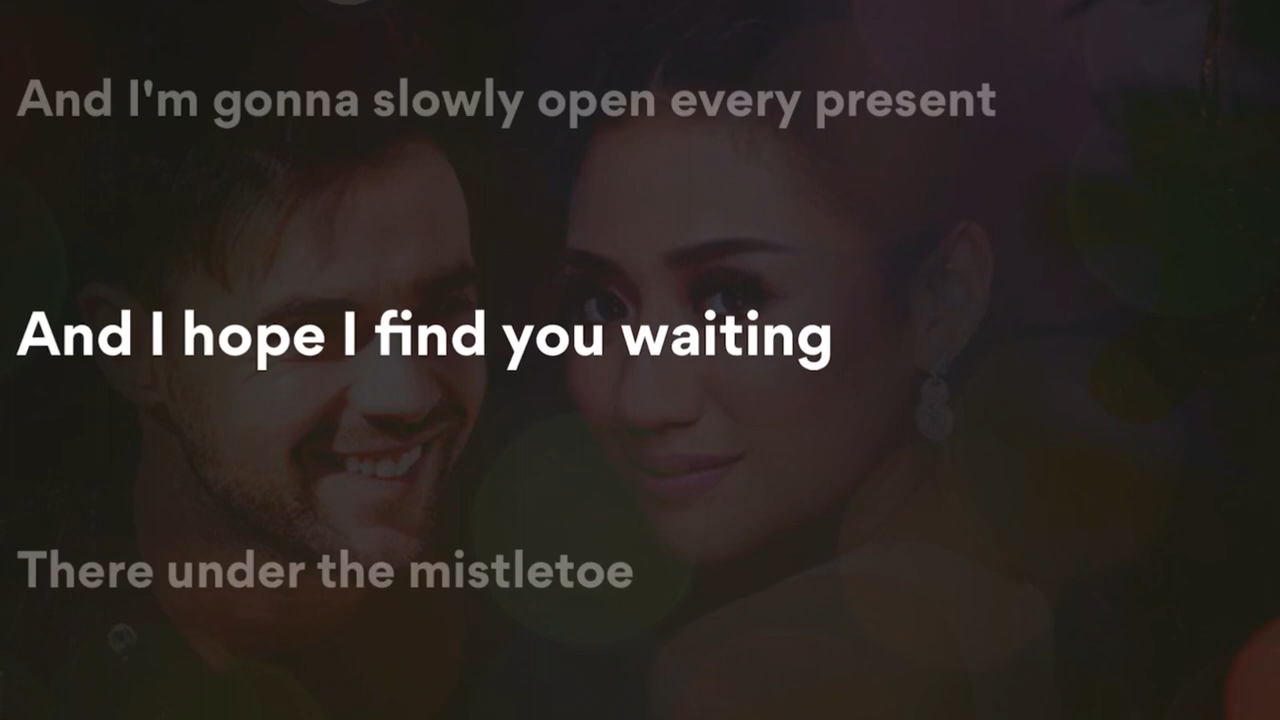 And I'm gonna slowly open every present
And I hope I find you waiting
There under the mistletoe